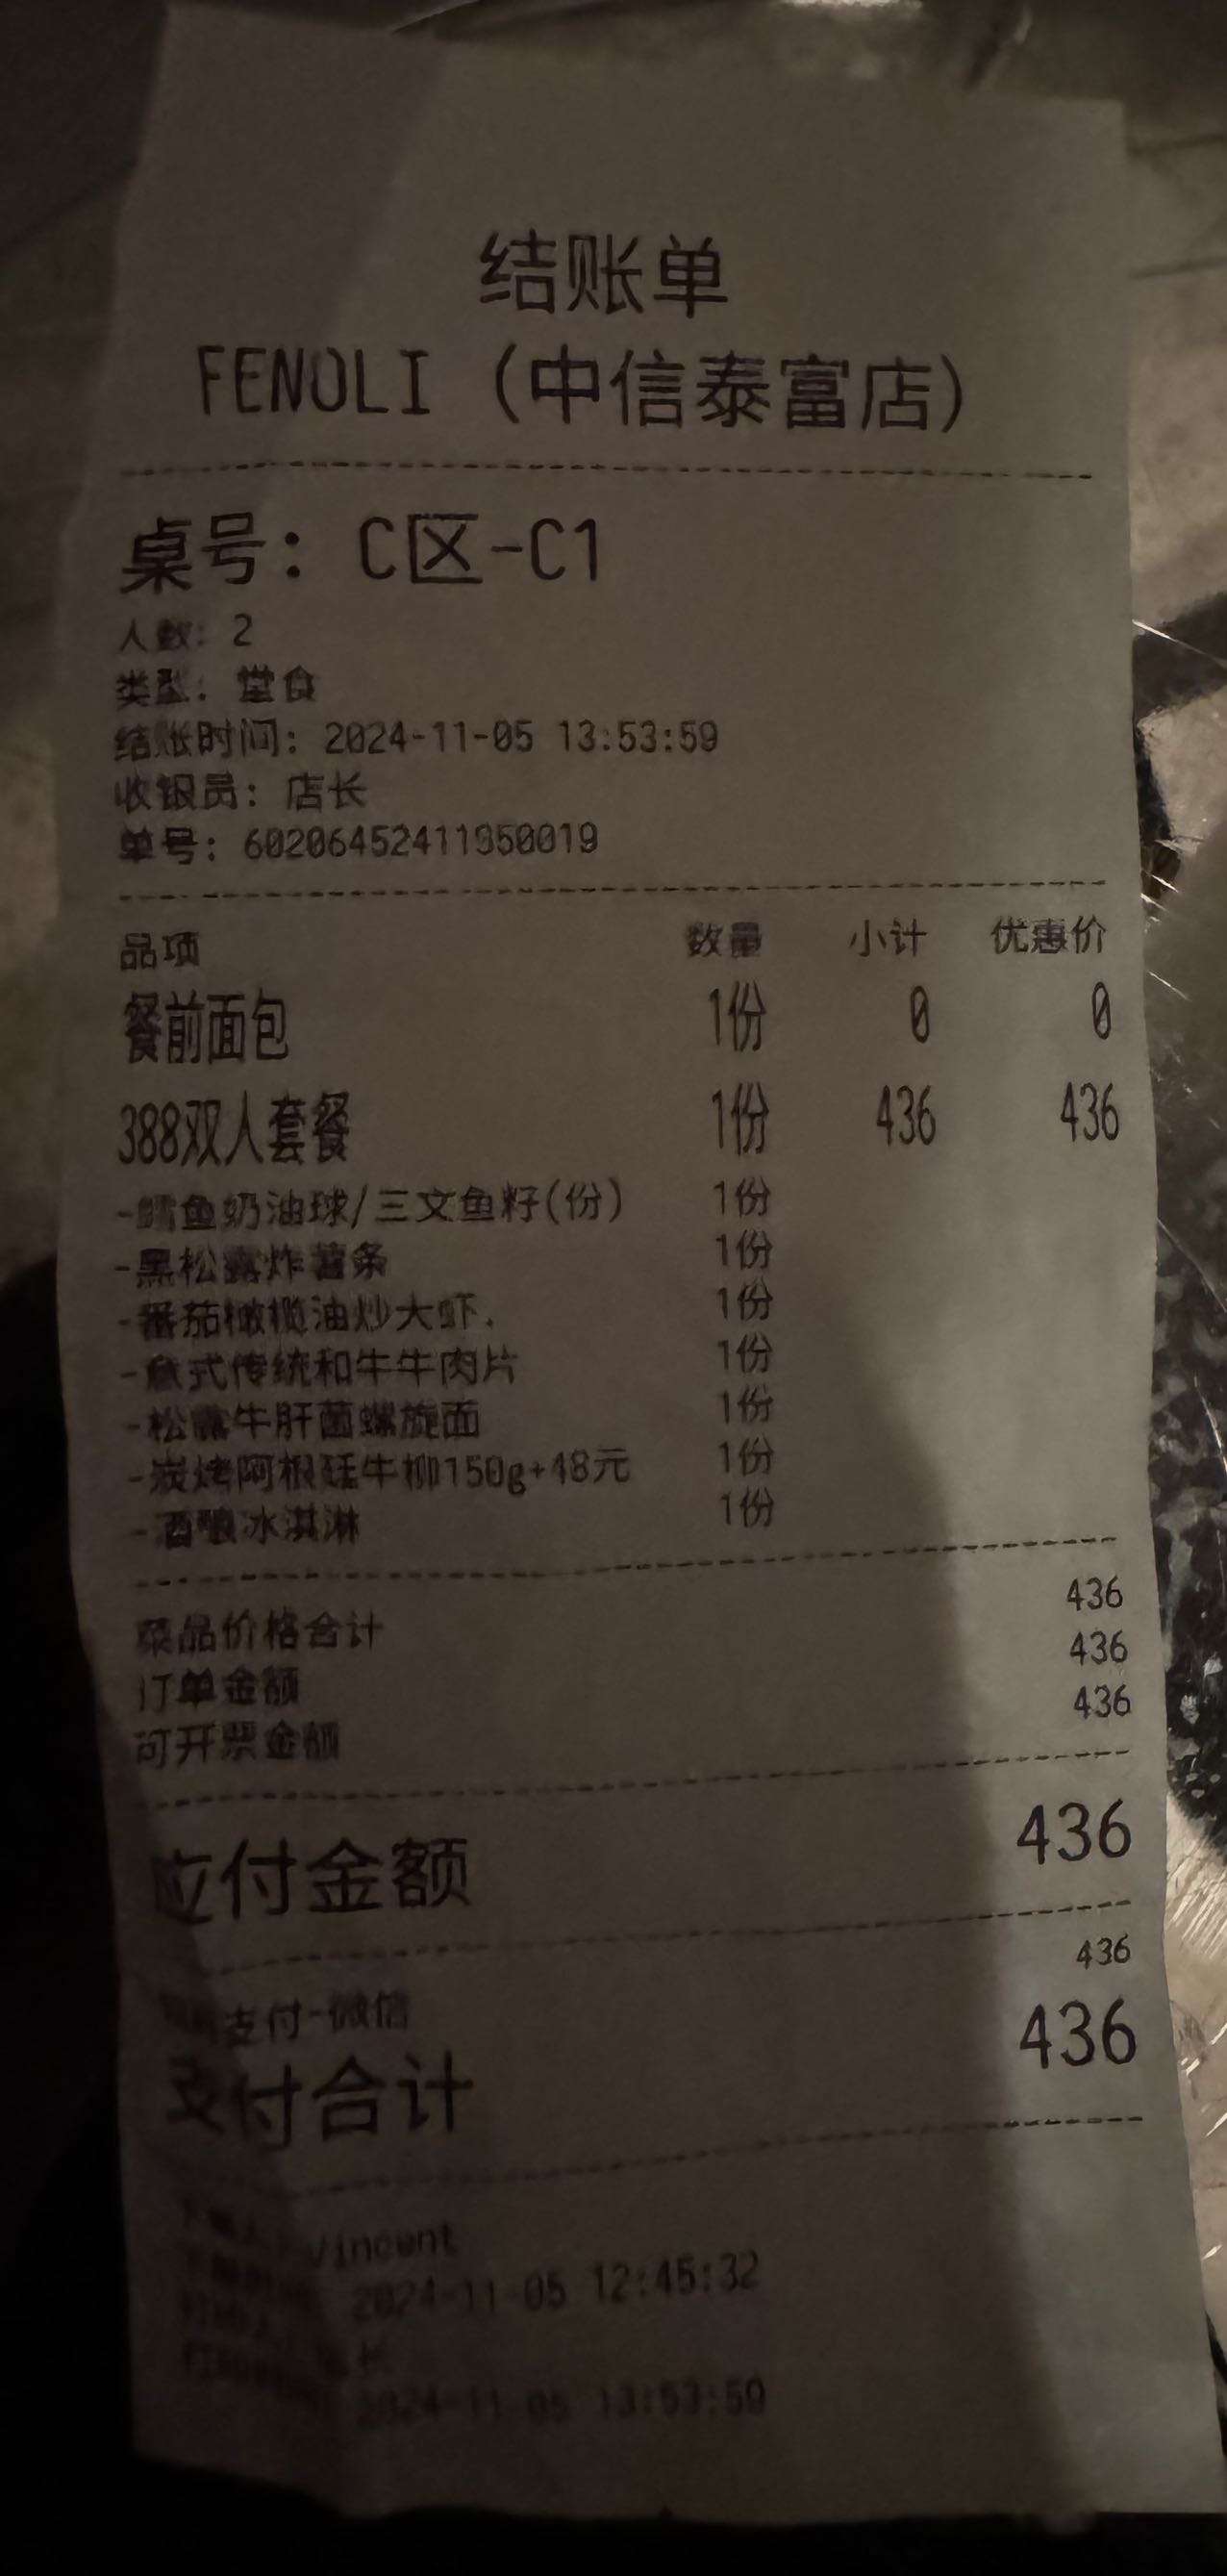 结账单
FENOLI (中信泰富店)
桌号: C区-C1
人数: 2
类型: 堂食
结账时间: 2024-11-05 13:53:59
收银员: 店长
单号: 60206452411950019
品项 数量 小计 优惠价
餐前面包 1份 0 0
388双人套餐 1份 436 436
-鳕鱼奶油球/三文鱼籽(份) 1份
-黑松露炸薯条 1份
-番茄橄榄油炒大虾. 1份
-意式传统和牛牛肉片 1份
-松露牛肝菌螺旋面 1份
-炭烤阿根廷牛柳150g+48元 1份
-酒酿冰淇淋 1份
菜品价格合计 436
订单金额 436
可开票金额 436
应付金额 436
支付-微信 436
支付合计 436
Vincent
2024-11-05 12:45:32
长
2024-11-05 13:53:59